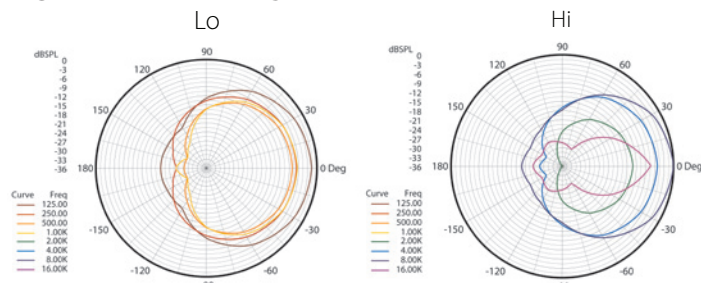 Lo
dBSPL
0
-3
-6
-9
-12
-15
-18
-21
-24
-27
-30
-33
-36
90
120
60
150
30
180
0 Deg
-150
-30
-120
-60
Curve Freq
125.00
250.00
500.00
1.00K
2.00K
4.00K
8.00K
16.00K
Hi
dBSPL
0
-3
-6
-9
-12
-15
-18
-21
-24
-27
-30
-33
-36
90
120
60
150
30
180
0 Deg
-150
-30
-120
-60
Curve Freq
125.00
250.00
500.00
1.00K
2.00K
4.00K
8.00K
16.00K